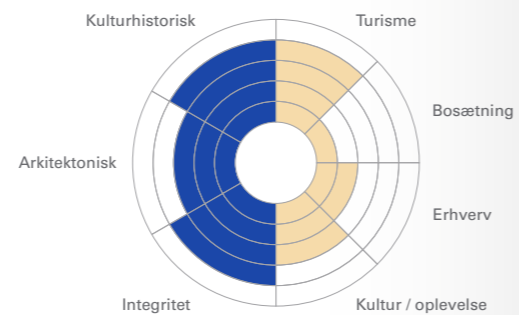 Kulturhistorisk
Turisme
Bosætning
Arkitektonisk
Erhverv
Integritet
Kultur / oplevelse